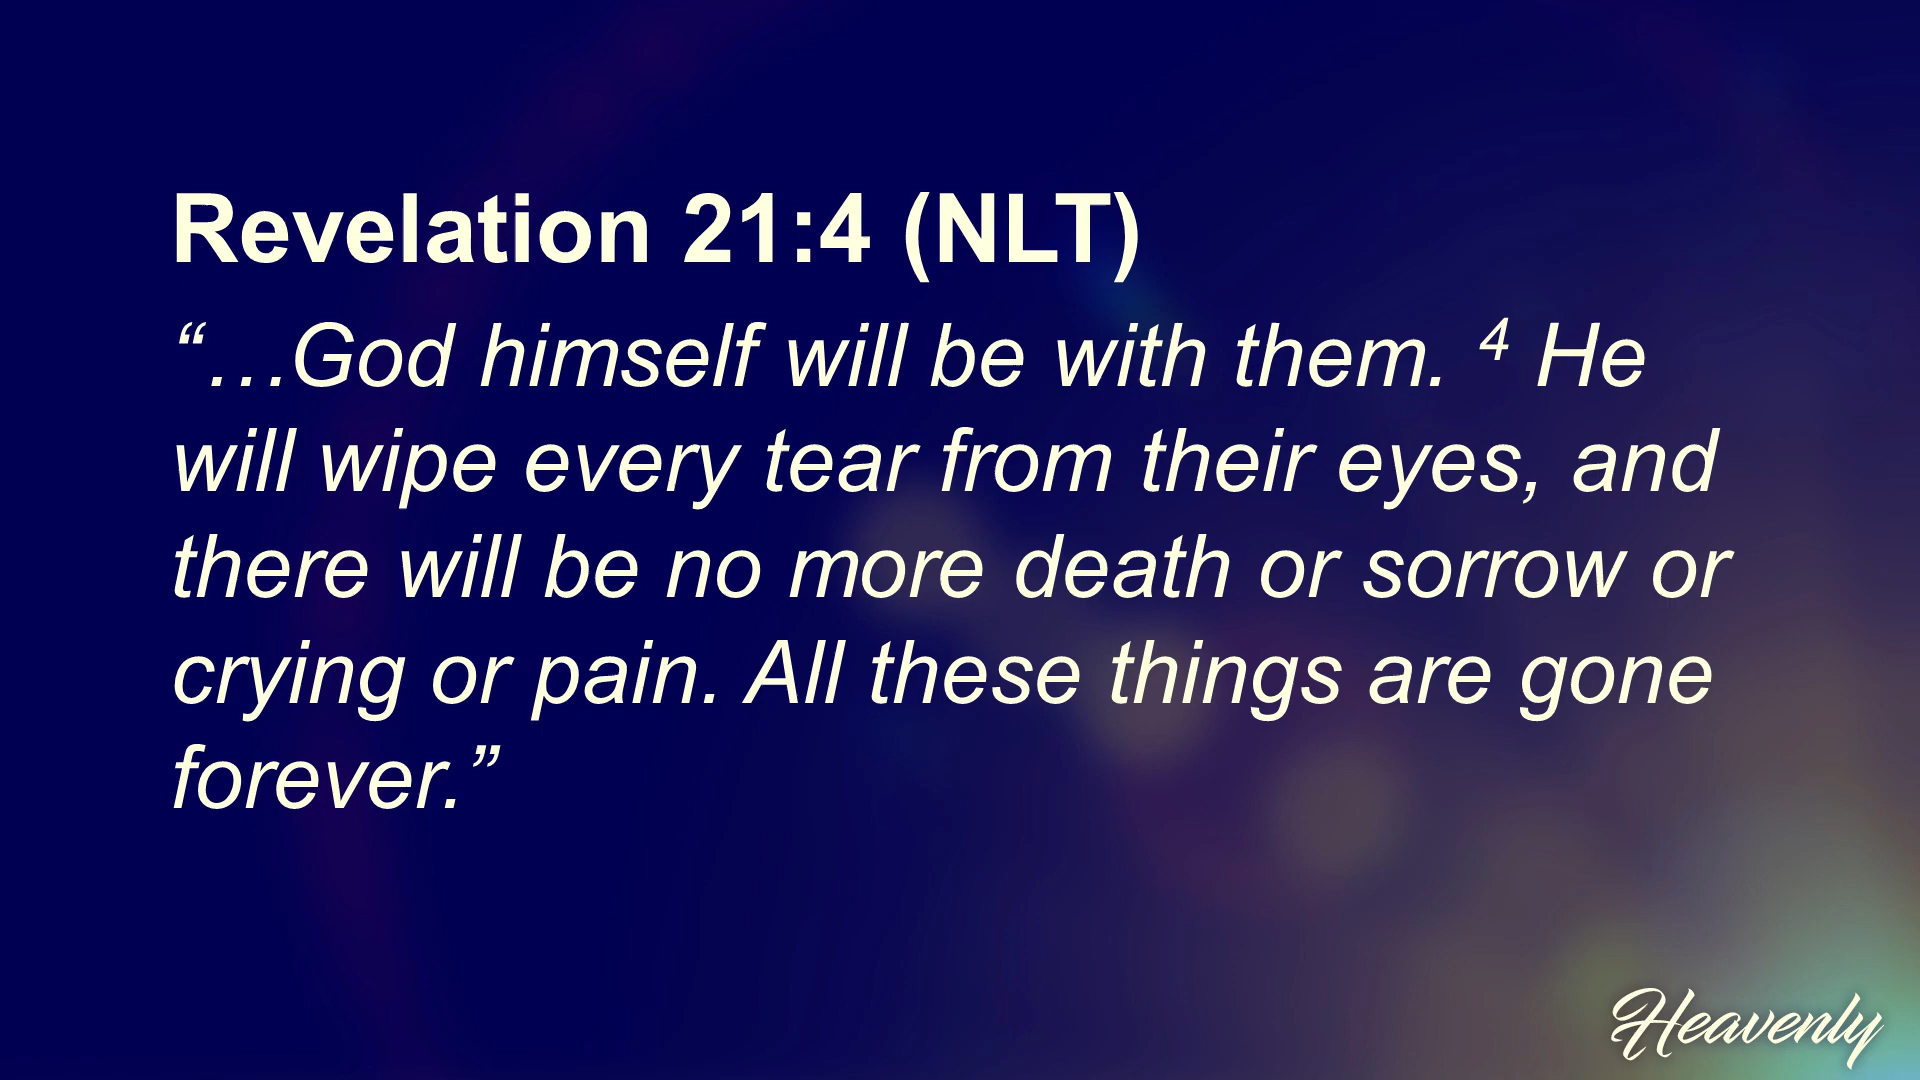 Revelation 21:4 (NLT)
“…God himself will be with them. ⁴ He
will wipe every tear from their eyes, and
there will be no more death or sorrow or
crying or pain. All these things are gone
forever.”
Heavenly